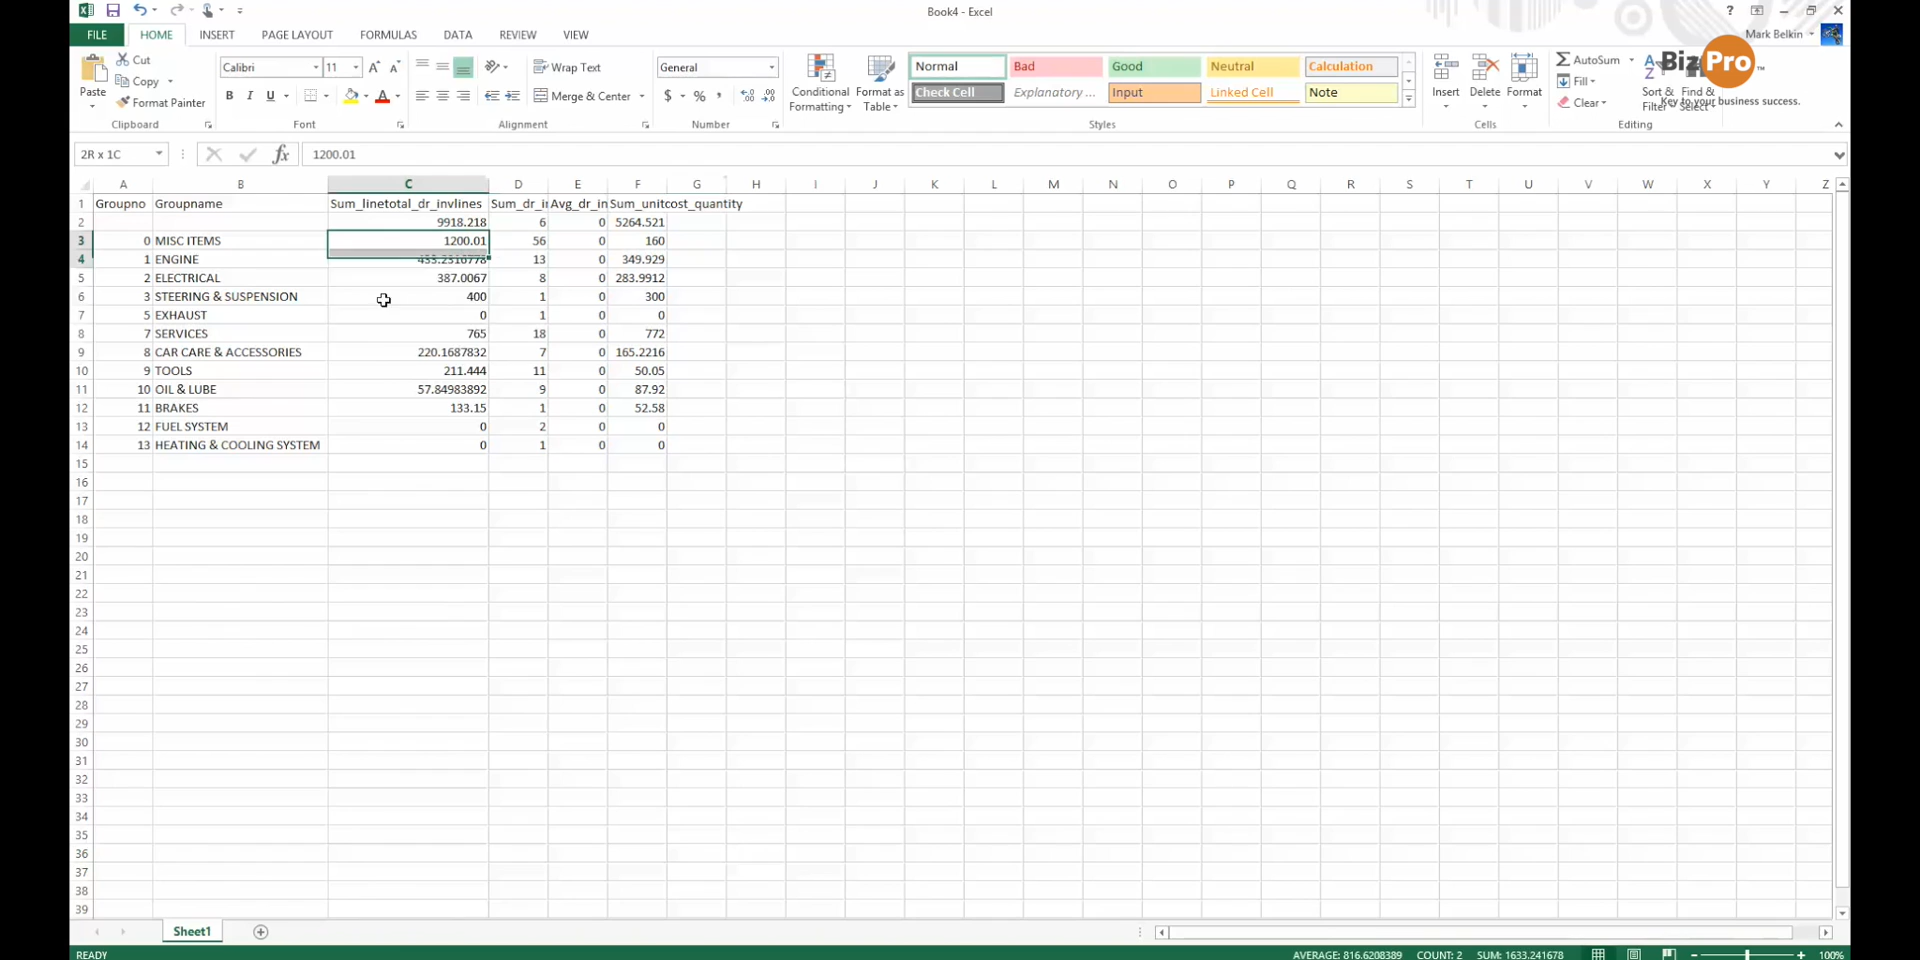 Book4 - Excel
FILE HOME INSERT PAGE LAYOUT FORMULAS DATA REVIEW VIEW Mark Belkin
BizPro™
Key to your business success.
Paste Cut Calibri 11 Wrap Text General Conditional Formatting Format as Table Normal Bad Good Neutral Calculation Insert Delete Format AutoSum Sort & Filter Find & Select
Copy Fill
Format Painter B I U Merge & Center $ % , Check Cell Explanatory ... Input Linked Cell Note Clear
Clipboard Font Alignment Number Styles Cells Editing
2R x 1C fx 1200.01
A B C D E F G H I J K L M N O P Q R S T U V W X Y Z
1 Groupno Groupname Sum_linetotal_dr_invlines Sum_dr_i Avg_dr_in Sum_unitcost_quantity
2 9918.218 6 0 5264.521
3 0 MISC ITEMS 1200.01 56 0 160
4 1 ENGINE 433.2316778 13 0 349.929
5 2 ELECTRICAL 387.0067 8 0 283.9912
6 3 STEERING & SUSPENSION 400 1 0 300
7 5 EXHAUST 0 1 0 0
8 7 SERVICES 765 18 0 772
9 8 CAR CARE & ACCESSORIES 220.1687832 7 0 165.2216
10 9 TOOLS 211.444 11 0 50.05
11 10 OIL & LUBE 57.84983892 9 0 87.92
12 11 BRAKES 133.15 1 0 52.58
13 12 FUEL SYSTEM 0 2 0 0
14 13 HEATING & COOLING SYSTEM 0 1 0 0
15
16
17
18
19
20
21
22
23
24
25
26
27
28
29
30
31
32
33
34
35
36
37
38
39
Sheet1
READY AVERAGE: 816.6208389 COUNT: 2 SUM: 1633.241678 100%